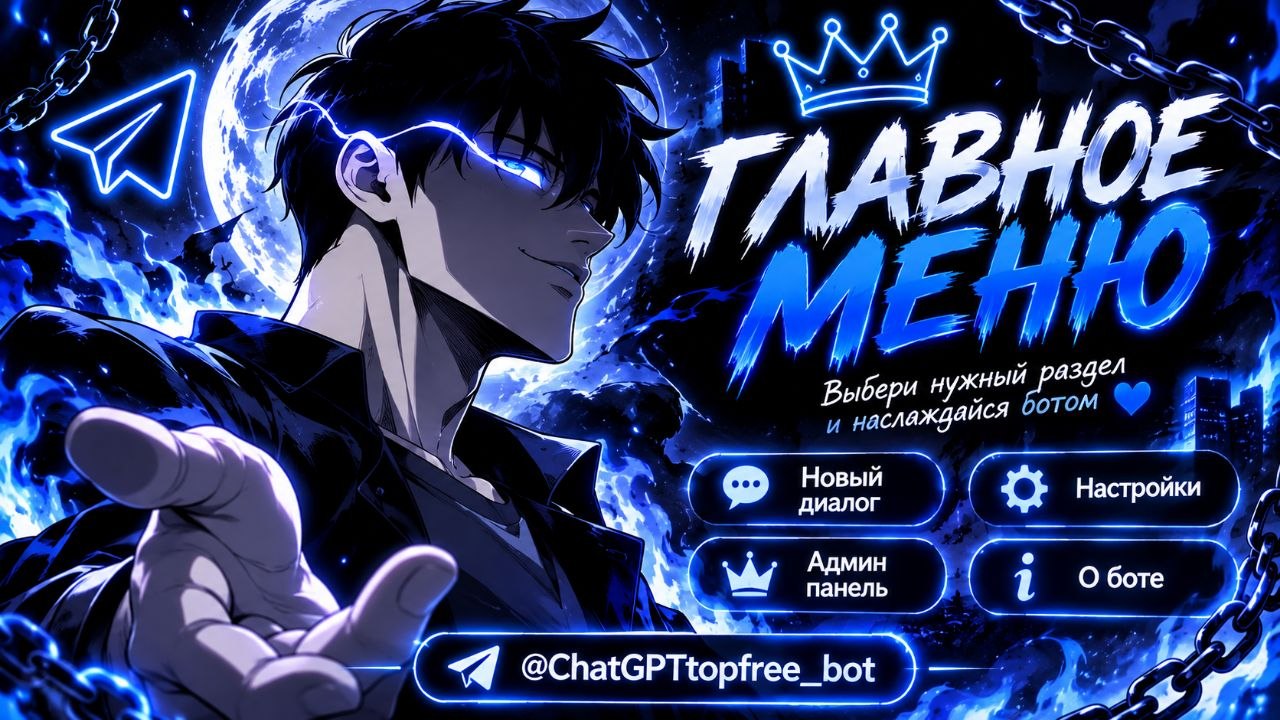 ГЛАВНОЕ
МЕНЮ
Выбери нужный раздел
и наслаждайся ботом
Новый
диалог
Настройки
Админ
панель
О боте
@ChatGPTtopfree_bot